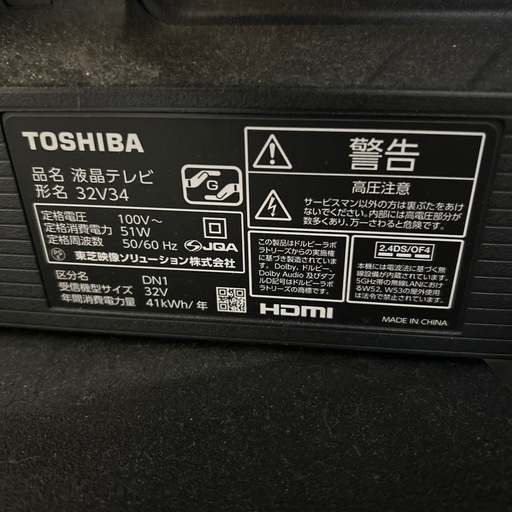 TOSHIBA
品名 液晶テレビ
形名 32V34
G
定格電圧 100V～
定格消費電力 51W
定格周波数 50/60 Hz
JQA
東芝映像ソリューション株式会社
区分名 DN1
受信機型サイズ 32V
年間消費電力量 41kWh/年
警告
高圧注意
サービスマン以外の方は裏ぶたをあけ
ないでください。内部には高電圧部分が
数多くあり、万一さわると危険です。
この製品はドルビーラボ
ラトリーズからの実施権
に基づき製造されていま
す。Dolby、ドルビー、
Dolby Audio 及びダブ
ルD記号はドルビーラボ
ラトリーズの商標です。
HDMI
2.4DS/OF4
本機には電波法に基づく無
線設備が内蔵されています。
5GHz帯の無線LANにおけ
るW52、W53の屋外使用
は法令で禁止されています。
MADE IN CHINA